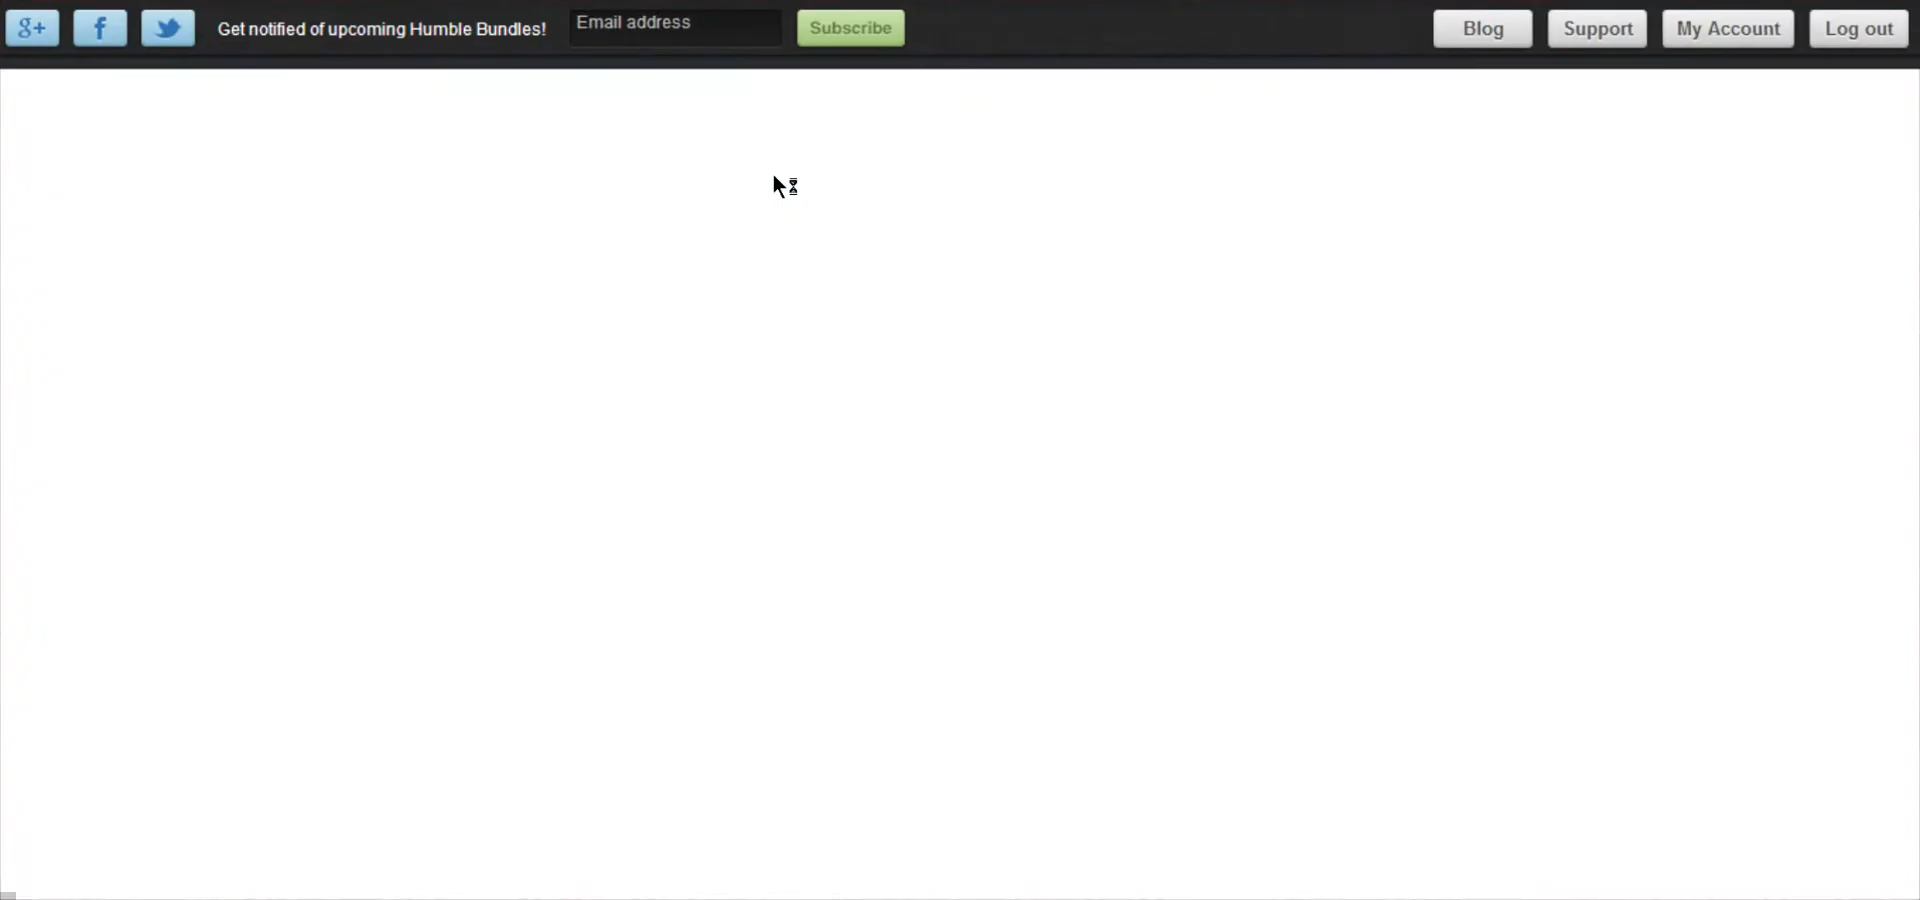 g+ f Get notified of upcoming Humble Bundles! Email address Subscribe Blog Support My Account Log out